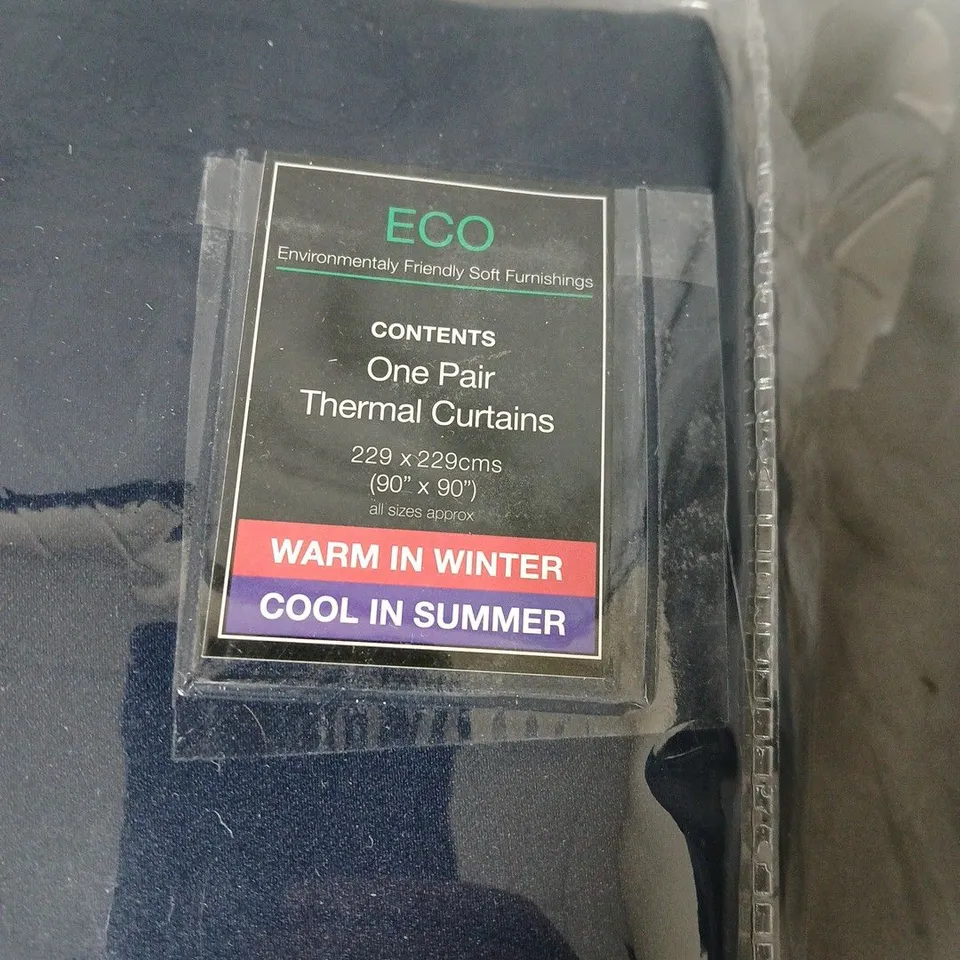 ECO
Environmentaly Friendly Soft Furnishings
CONTENTS
One Pair
Thermal Curtains
229 x 229cms
(90" x 90")
all sizes approx
WARM IN WINTER
COOL IN SUMMER